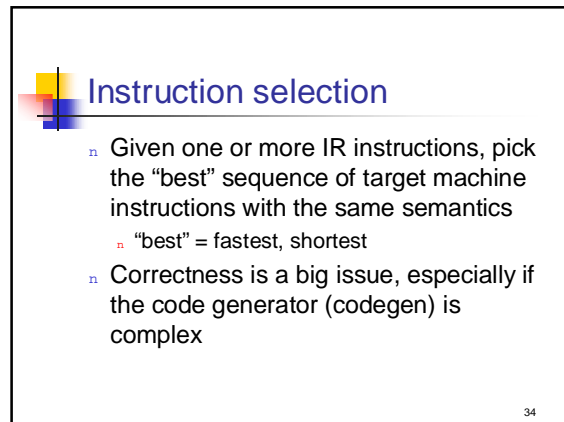 Instruction selection
n Given one or more IR instructions, pick
the “best” sequence of target machine
instructions with the same semantics
n “best” = fastest, shortest
n Correctness is a big issue, especially if
the code generator (codegen) is
complex
34